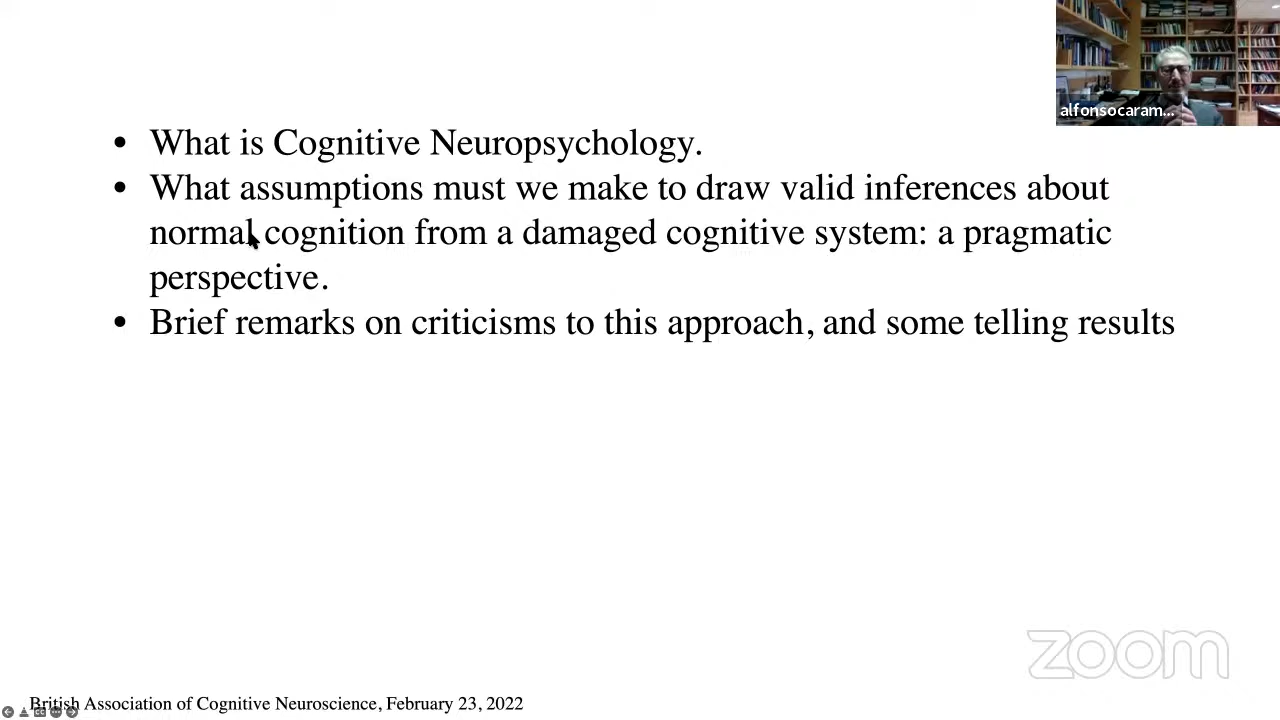 alfonsocaram...
• What is Cognitive Neuropsychology.
• What assumptions must we make to draw valid inferences about
normal cognition from a damaged cognitive system: a pragmatic
perspective.
• Brief remarks on criticisms to this approach, and some telling results
zoom
British Association of Cognitive Neuroscience, February 23, 2022